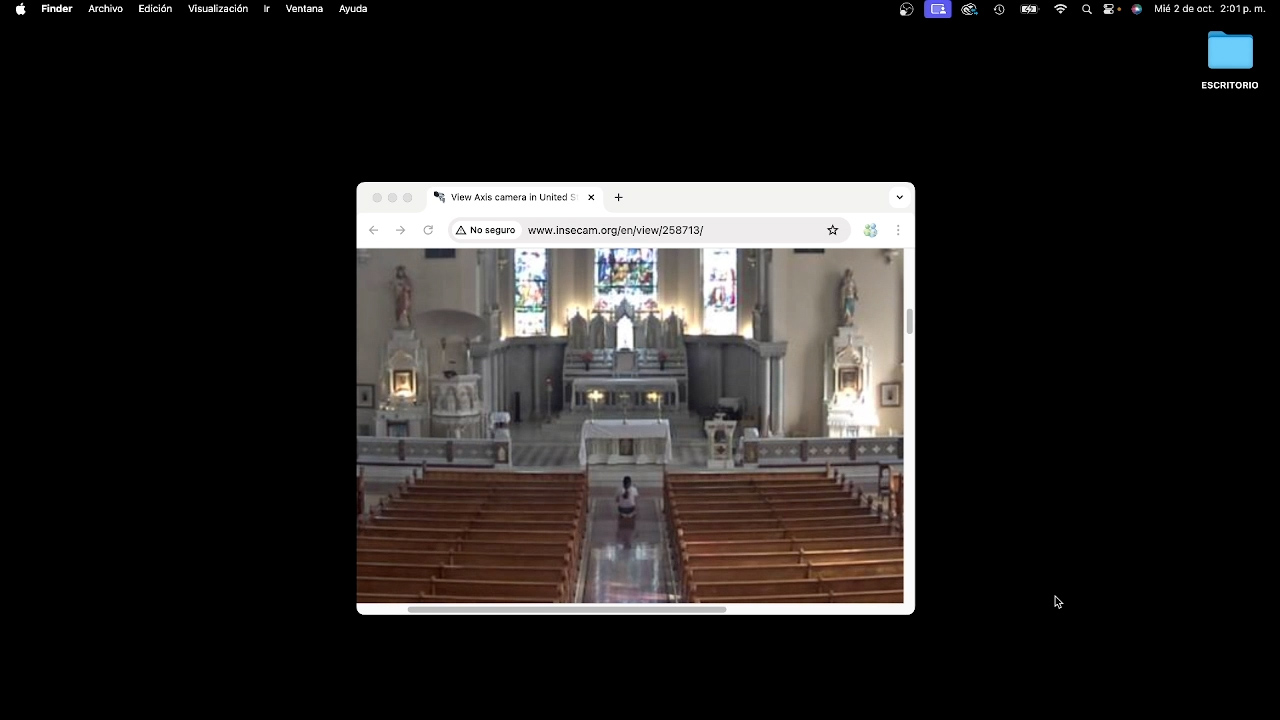 Finder Archivo Edición Visualización Ir Ventana Ayuda Mié 2 de oct. 2:01 p. m.
ESCRITORIO
View Axis camera in United S
No seguro www.insecam.org/en/view/258713/